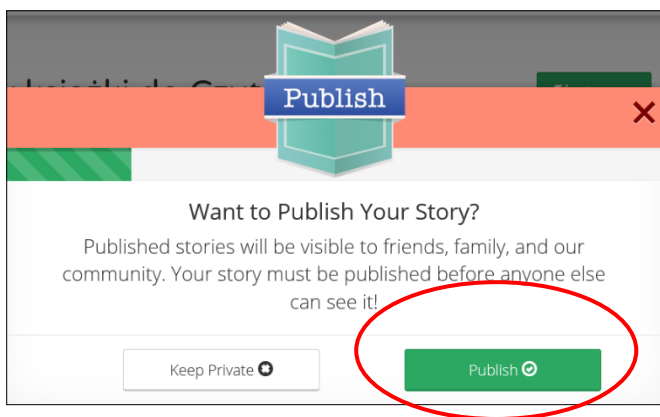 Publish
Want to Publish Your Story?
Published stories will be visible to friends, family, and our
community. Your story must be published before anyone else
can see it!
Keep Private
Publish